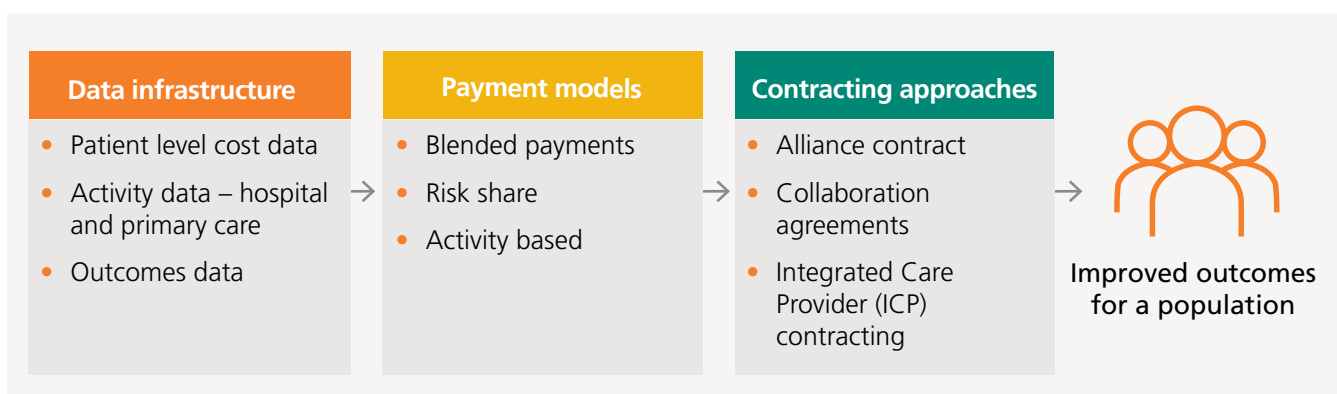 Data infrastructure
• Patient level cost data
• Activity data – hospital
and primary care
• Outcomes data
Payment models
• Blended payments
• Risk share
• Activity based
Contracting approaches
• Alliance contract
• Collaboration
agreements
• Integrated Care
Provider (ICP)
contracting
Improved outcomes
for a population